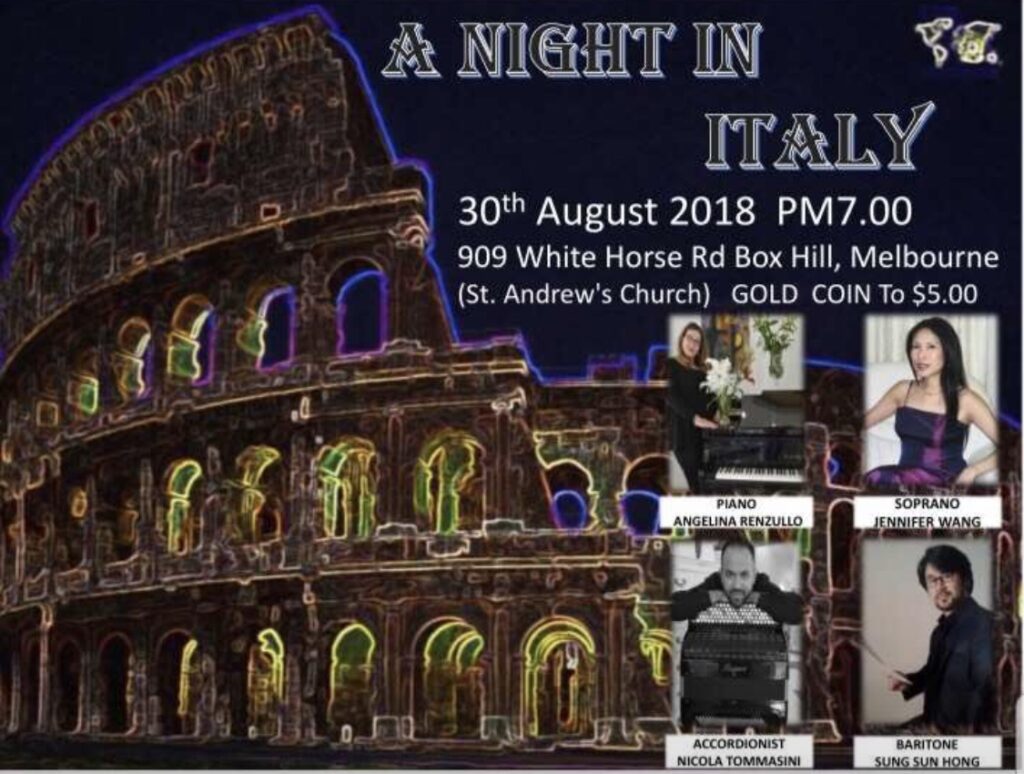 A NIGHT IN
ITALY
30th August 2018 PM7.00
909 White Horse Rd Box Hill, Melbourne
(St. Andrew's Church) GOLD COIN To $5.00
PIANO
ANGELINA RENZULLO
SOPRANO
JENNIFER WANG
ACCORDIONIST
NICOLA TOMMASINI
BARITONE
SUNG SUN HONG